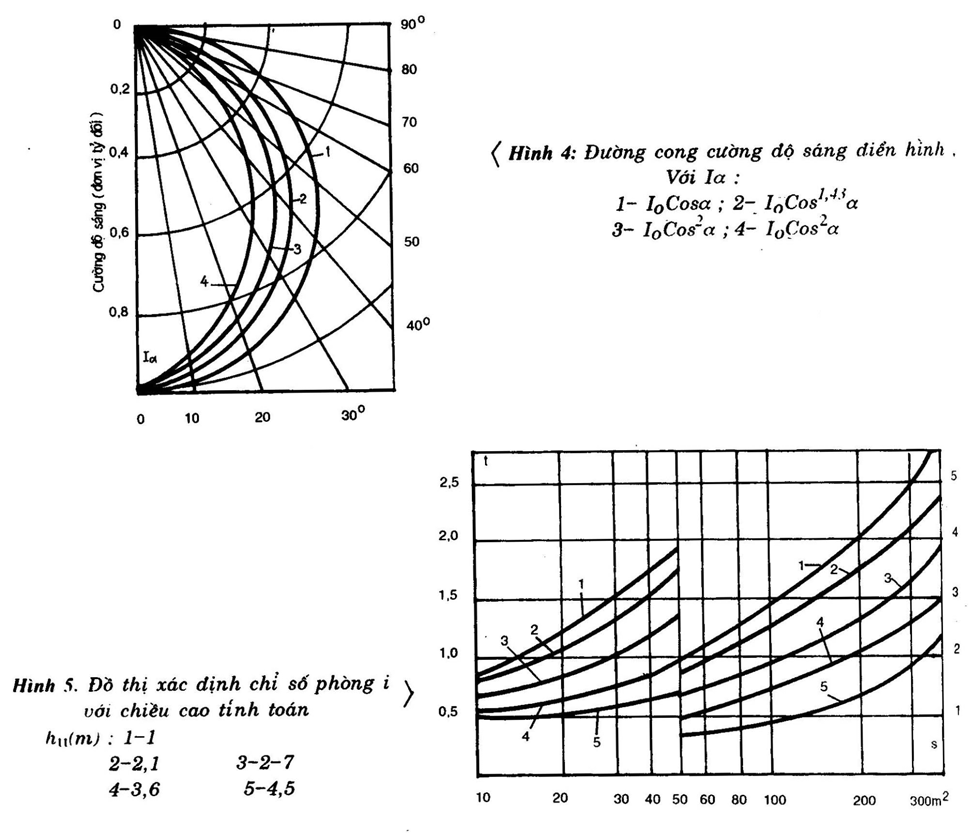 0
0,2
0,4
0,6
0,8
Cường độ sáng (đơn vị tỷ đối)
Iα
1
2
3
4
90°
80
70
60
50
40°
0 10 20 30°
⟨ Hình 4: Đường cong cường độ sáng điển hình .
Với Iα :
1- I₀Cosα ; 2- I₀Cos¹,⁴³α
3- I₀Cos²α ; 4- I₀Cos²α
Hình 5. Đồ thị xác định chỉ số phòng i ⟩
với chiều cao tính toán
h_tt(m) : 1-1
2-2,1 3-2-7
4-3,6 5-4,5
t
2,5
2,0
1,5
1,0
0,5
1
2
3
4
5
1
2
3
4
5
5
4
3
2
1
s
10 20 30 40 50 60 80 100 200 300m²